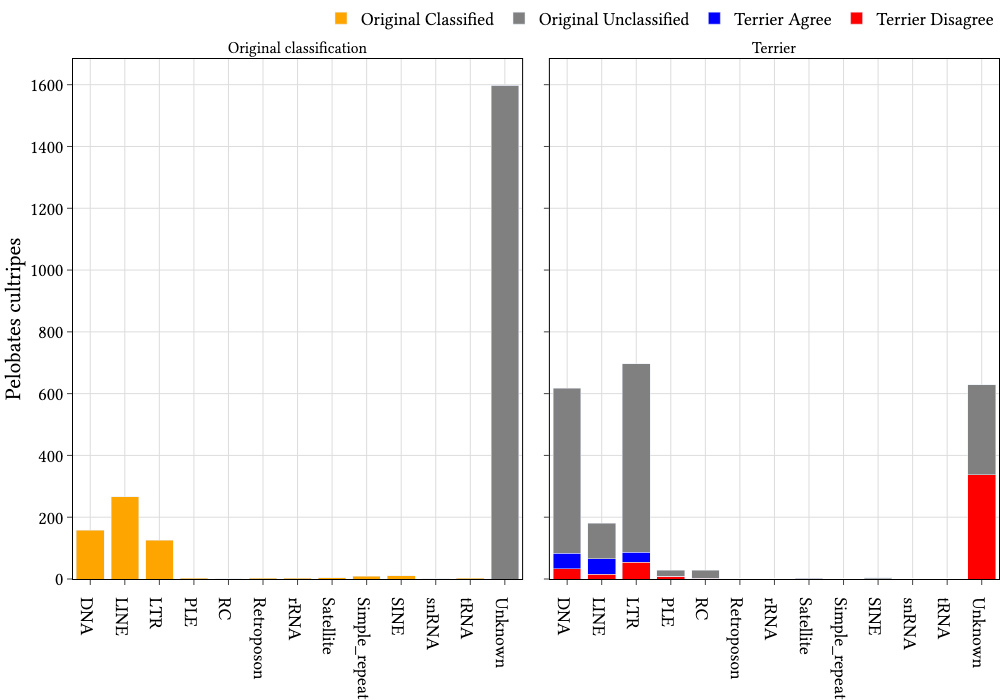 Original Classified Original Unclassified Terrier Agree Terrier Disagree
Original classification
Terrier
Pelobates cultripes
1600
1400
1200
1000
800
600
400
200
0
DNA
LINE
LTR
PLE
RC
Retroposon
rRNA
Satellite
Simple_repeat
SINE
snRNA
tRNA
Unknown
DNA
LINE
LTR
PLE
RC
Retroposon
rRNA
Satellite
Simple_repeat
SINE
snRNA
tRNA
Unknown